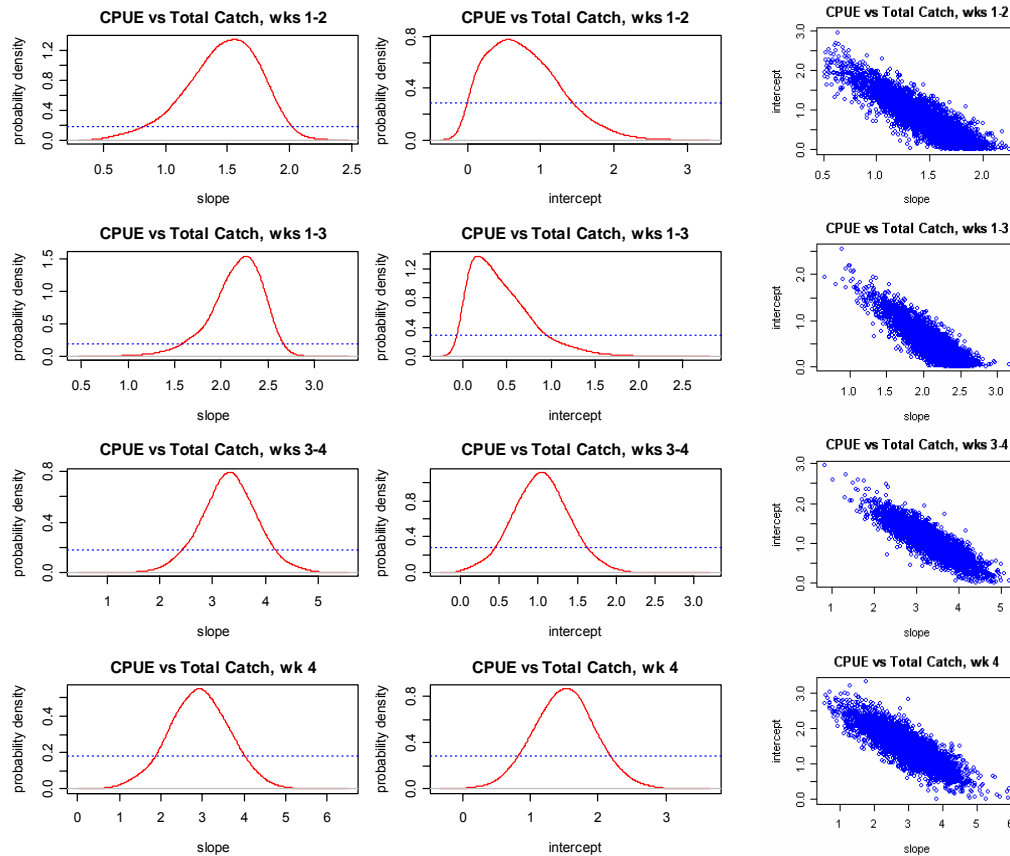 CPUE vs Total Catch, wks 1-2
probability density
0.0 0.4 0.8 1.2
0.5 1.0 1.5 2.0 2.5
slope
CPUE vs Total Catch, wks 1-2
probability density
0.0 0.4 0.8
0 1 2 3
intercept
CPUE vs Total Catch, wks 1-2
intercept
0.0 1.0 2.0 3.0
0.5 1.0 1.5 2.0
slope
CPUE vs Total Catch, wks 1-3
probability density
0.0 0.5 1.0 1.5
0.5 1.0 1.5 2.0 2.5 3.0
slope
CPUE vs Total Catch, wks 1-3
probability density
0.0 0.4 0.8 1.2
0.0 0.5 1.0 1.5 2.0 2.5
intercept
CPUE vs Total Catch, wks 1-3
intercept
0.0 1.0 2.0
1.0 1.5 2.0 2.5 3.0
slope
CPUE vs Total Catch, wks 3-4
probability density
0.0 0.4 0.8
1 2 3 4 5
slope
CPUE vs Total Catch, wks 3-4
probability density
0.0 0.4 0.8
0.0 0.5 1.0 1.5 2.0 2.5 3.0
intercept
CPUE vs Total Catch, wks 3-4
intercept
0.0 1.0 2.0 3.0
1 2 3 4 5
slope
CPUE vs Total Catch, wk 4
probability density
0.0 0.2 0.4
0 1 2 3 4 5 6
slope
CPUE vs Total Catch, wk 4
probability density
0.0 0.4 0.8
0 1 2 3
intercept
CPUE vs Total Catch, wk 4
intercept
0.0 1.0 2.0 3.0
1 2 3 4 5 6
slope